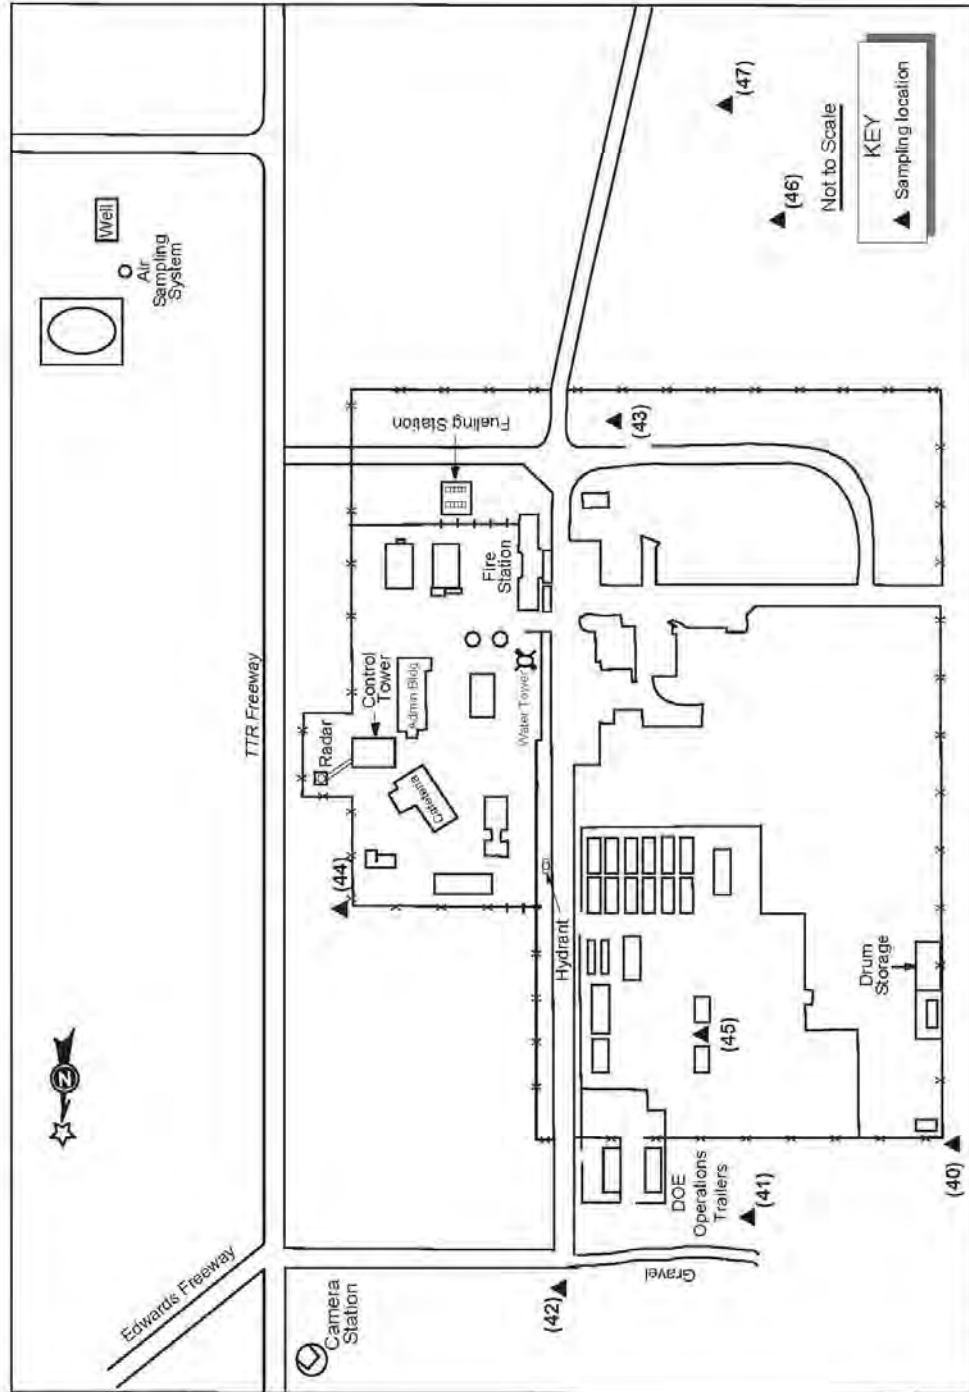 Edwards Freeway
Camera
Station
TTR Freeway
Well
Air
Sampling
System
(44)
Radar
Control
Tower
Admin Bldg
Cafeteria
Fueling Station
Fire
Station
Water Tower
Hydrant
(42)
Gravel
DOE
Operations
Trailers
(41)
(45)
(43)
(40)
Drum
Storage
(46)
(47)
Not to Scale
KEY
▲ Sampling location
N